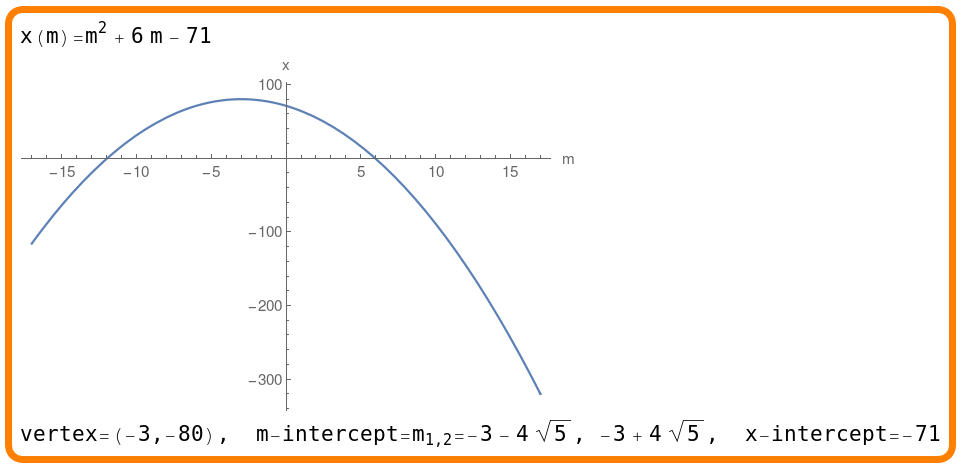 x(m)=m² + 6 m − 71
x
100
−15 −10 −5 5 10 15 m
−100
−200
−300
vertex=(−3,−80), m−intercept=m₁,₂=−3 − 4 √5, −3 + 4 √5, x−intercept=−71